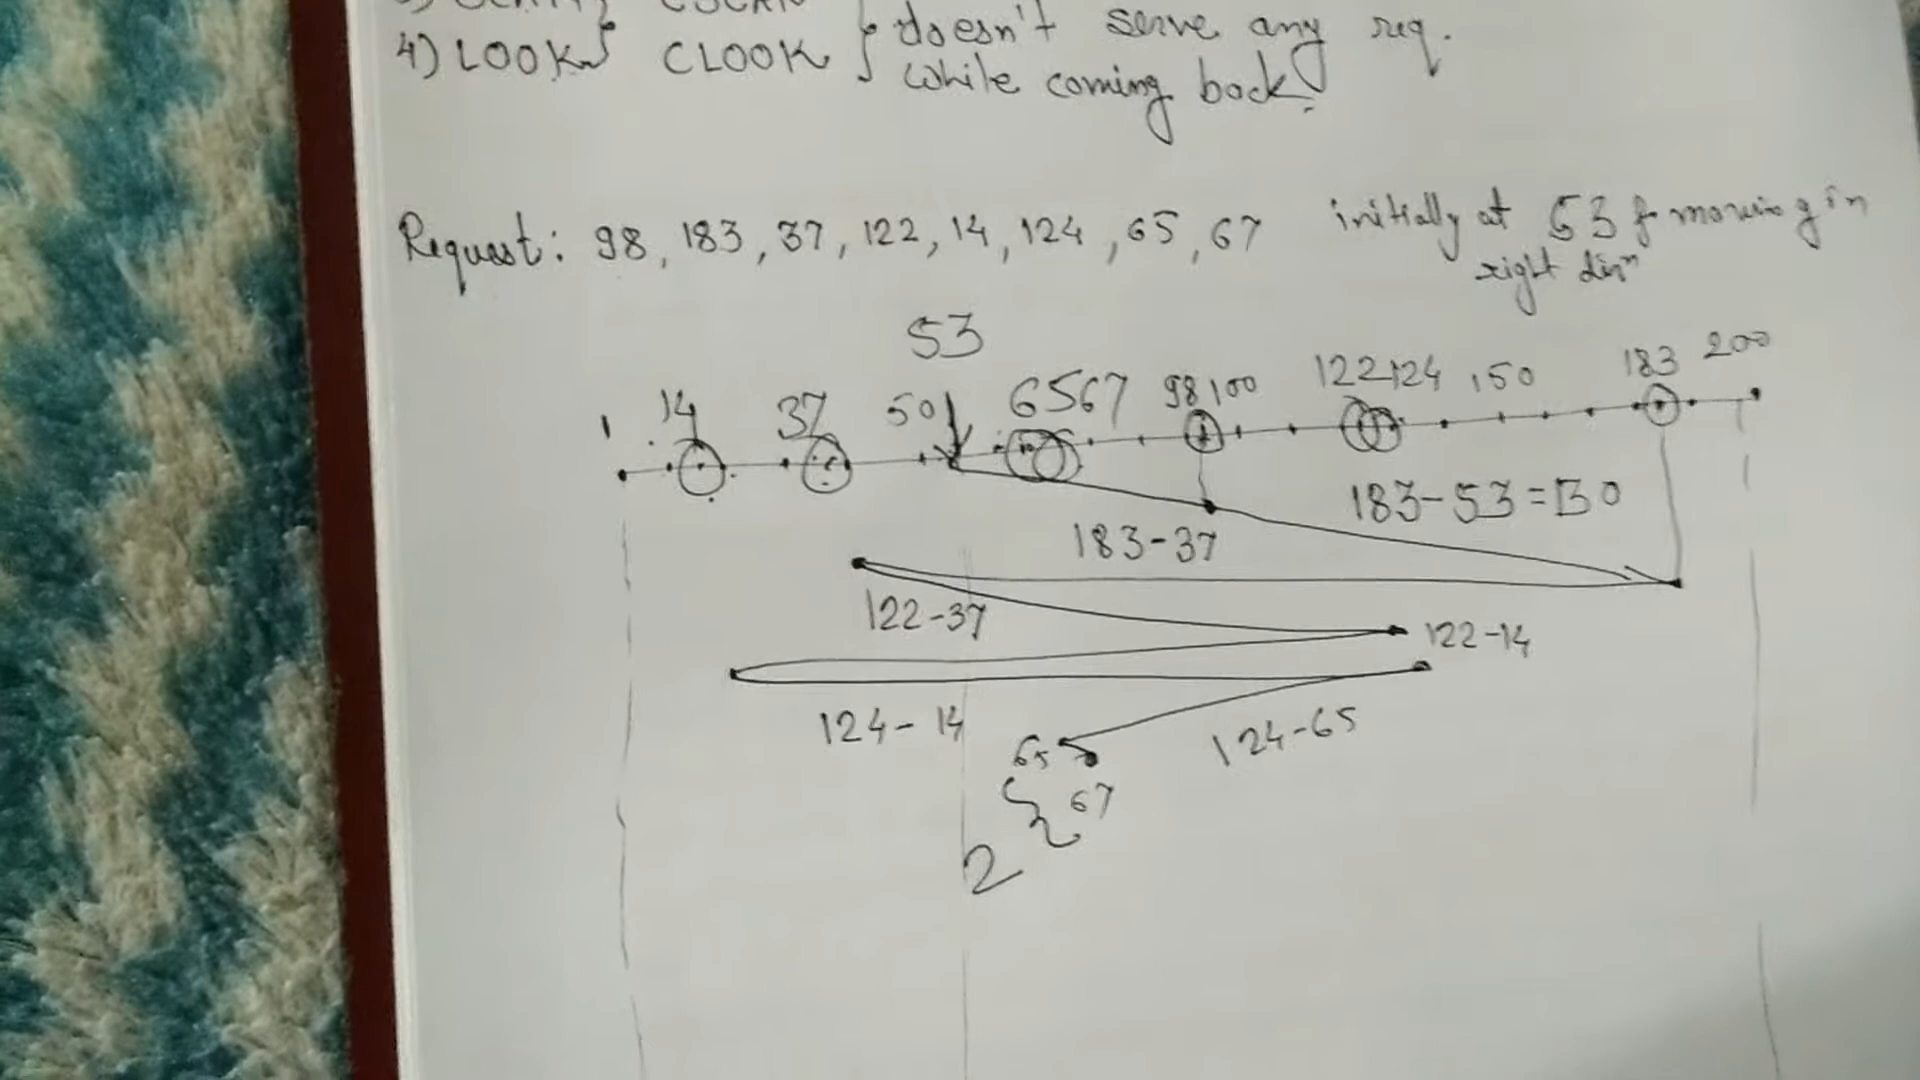 4) LOOK CLOOK } doesn't serve any req.
while coming back.
Request: 98, 183, 37, 122, 14, 124, 65, 67 initially at 53 & moving in
right dirⁿ
53
1 14 37 50 65 67 98 100 122 124 150 183 200
183-53=130
183-37
122-37
122-14
124-14
124-65
65
67
2